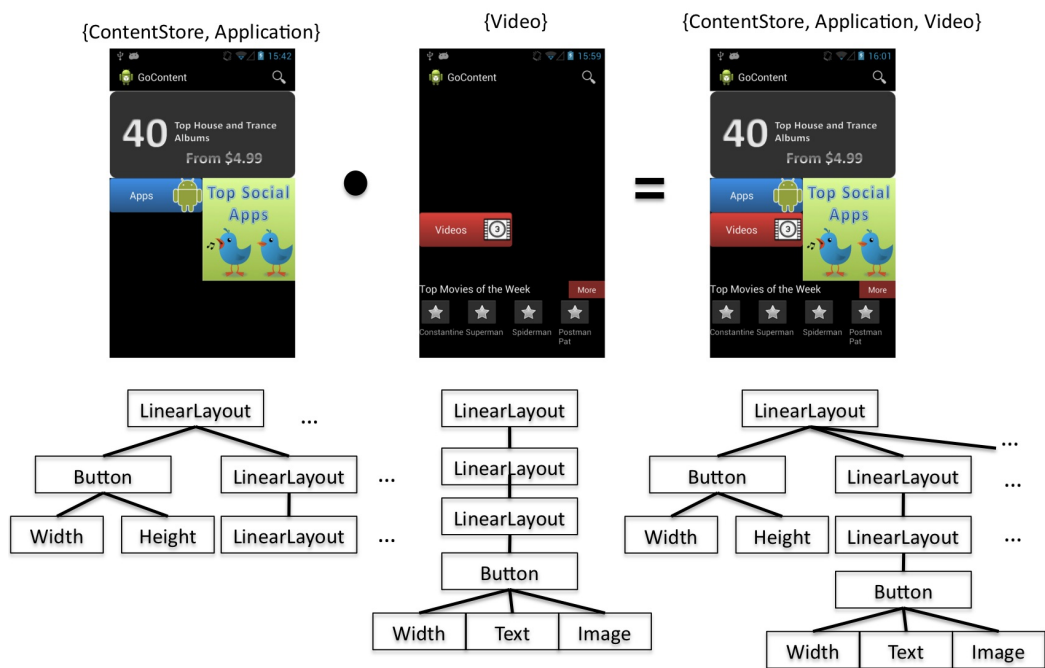 {ContentStore, Application}
{Video}
{ContentStore, Application, Video}
15:42
GoContent
40
Top House and Trance
Albums
From $4.99
Apps
Top Social
Apps
15:59
GoContent
Videos
3
Top Movies of the Week
More
Constantine Superman Spiderman Postman
Pat
=
16:01
GoContent
40
Top House and Trance
Albums
From $4.99
Apps
Videos
3
Top Social
Apps
Top Movies of the Week
More
Constantine Superman Spiderman Postman
Pat
LinearLayout
...
Button
LinearLayout
...
Width
Height
LinearLayout
...
LinearLayout
LinearLayout
LinearLayout
Button
Width
Text
Image
LinearLayout
...
Button
LinearLayout
...
Width
Height
LinearLayout
...
Button
Width
Text
Image